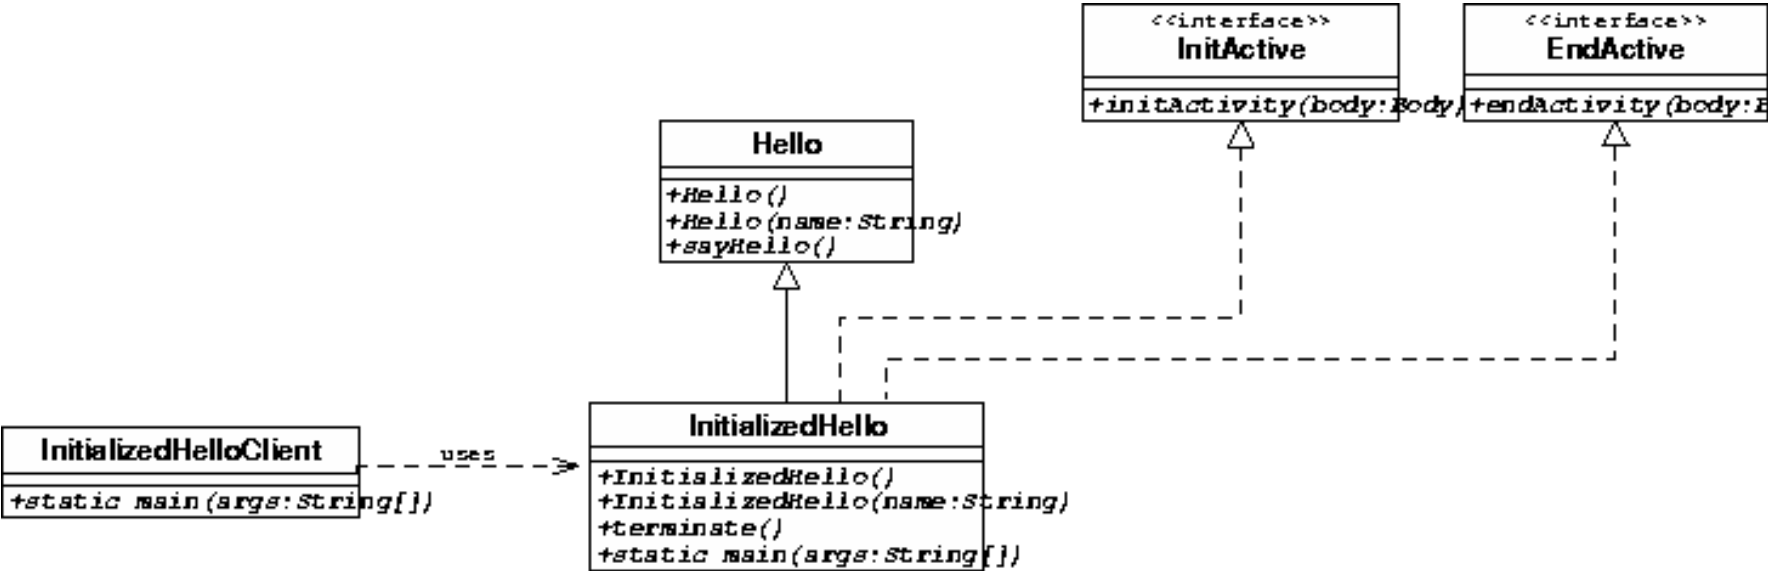 <<interface>>
InitActive
+initActivity(body:Body)
<<interface>>
EndActive
+endActivity(body:B
Hello
+Hello()
+Hello(name:String)
+sayHello()
InitializedHello
+InitializedHello()
+InitializedHello(name:String)
+terminate()
+static main(args:String[])
InitializedHelloClient
+static main(args:String[])
uses